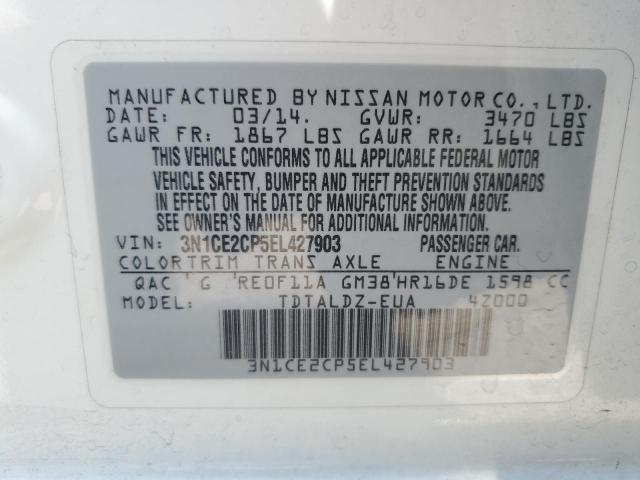 MANUFACTURED BY NISSAN MOTOR CO., LTD.
DATE: 03/14. GVWR: 3470 LBS
GAWR FR: 1867 LBS GAWR RR: 1664 LBS
THIS VEHICLE CONFORMS TO ALL APPLICABLE FEDERAL MOTOR
VEHICLE SAFETY, BUMPER AND THEFT PREVENTION STANDARDS
IN EFFECT ON THE DATE OF MANUFACTURE SHOWN ABOVE.
SEE OWNER'S MANUAL FOR ADDITIONAL INFORMATION.
VIN: 3N1CE2CP5EL427903 PASSENGER CAR.
COLOR TRIM TRANS AXLE ENGINE
QAC ' G 'RE0F11A GM38'HR16DE 1598 CC
MODEL: TDTALDZ-EUA 4Z000
3N1CE2CP5EL427903